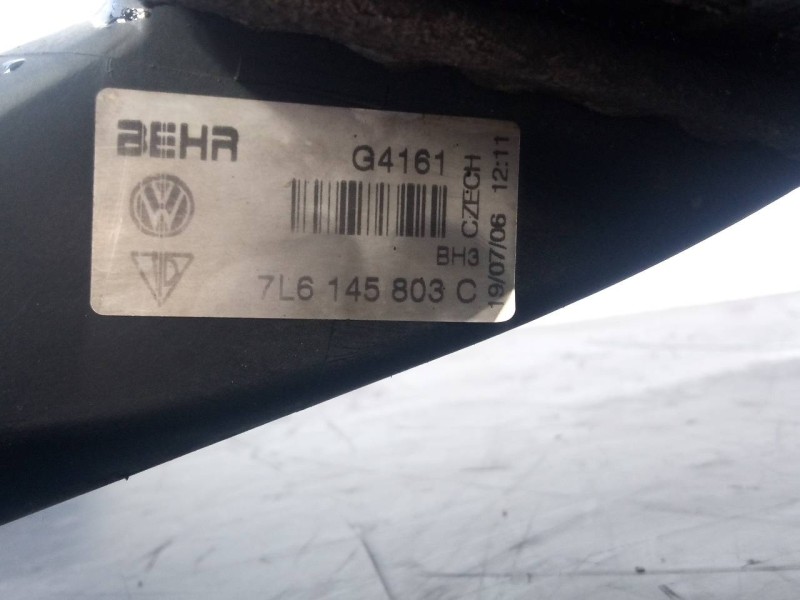 BEHR
G4161
BH3
7L6 145 803 C
CZECH
19/07/06 12:11